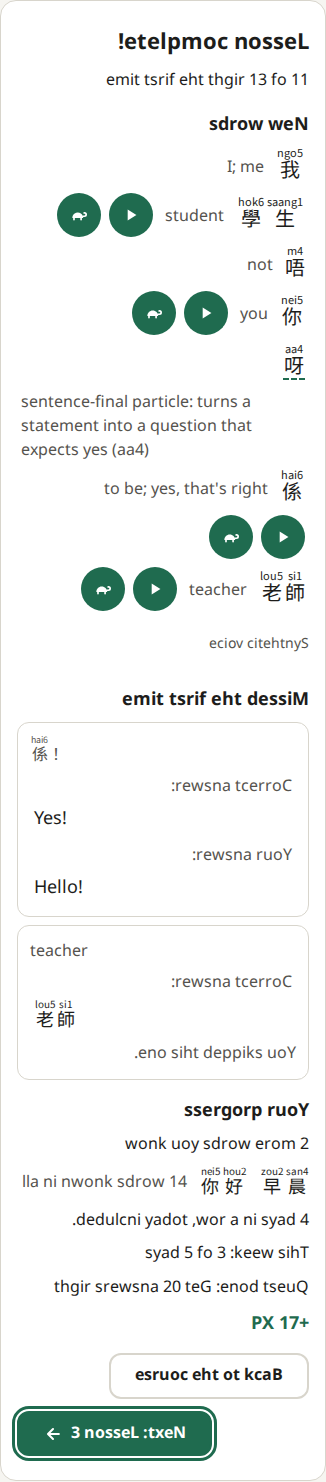 !etelpmoc nosseL
emit tsrif eht thgir 13 fo 11
sdrow weN
ngo5
I; me 我
hok6 saang1
student 學生
m4
not 唔
nei5
you 你
aa4
呀
sentence-final particle: turns a
statement into a question that
expects yes (aa4)
hai6
to be; yes, that's right 係
lou5 si1
teacher 老師
eciov citehtnyS
emit tsrif eht dessiM
hai6
係！
:rewsna tcerroC
Yes!
:rewsna ruoY
Hello!
teacher
:rewsna tcerroC
lou5 si1
老師
.eno siht deppiks uoY
ssergorp ruoY
wonk uoy sdrow erom 2
nei5 hou2 zou2 san4
lla ni nwonk sdrow 14 你好 早晨
.dedulcni yadot ,wor a ni syad 4
syad 5 fo 3 :keew sihT
thgir srewsna 20 teG :enod tseuQ
PX 17+
esruoc eht ot kcaB
← 3 nosseL :txeN